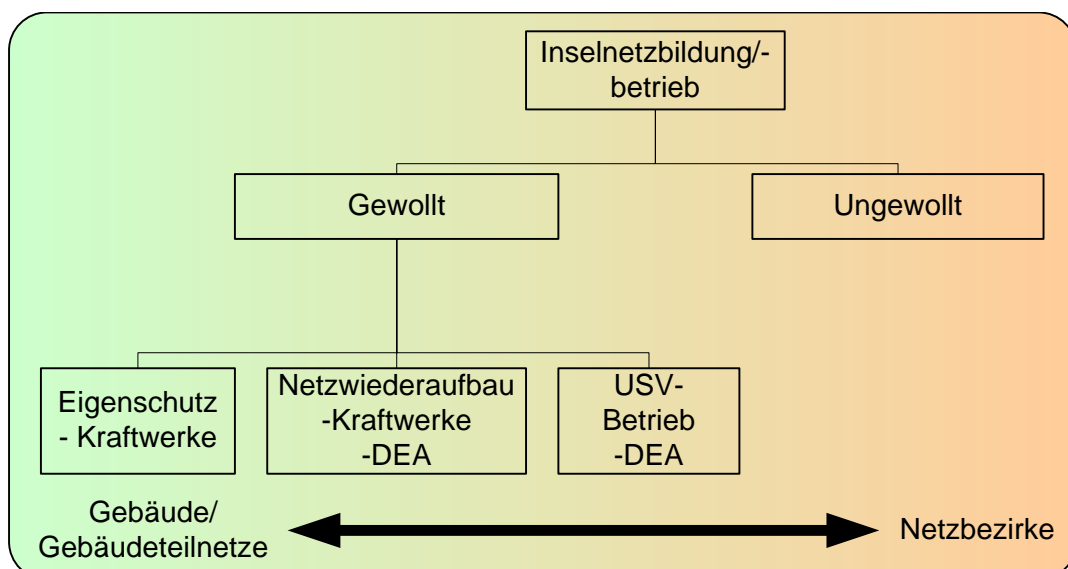 Inselnetzbildung/-
betrieb
Gewollt
Ungewollt
Eigenschutz
- Kraftwerke
Netzwiederaufbau
-Kraftwerke
-DEA
USV-
Betrieb
-DEA
Gebäude/
Gebäudeteilnetze
Netzbezirke